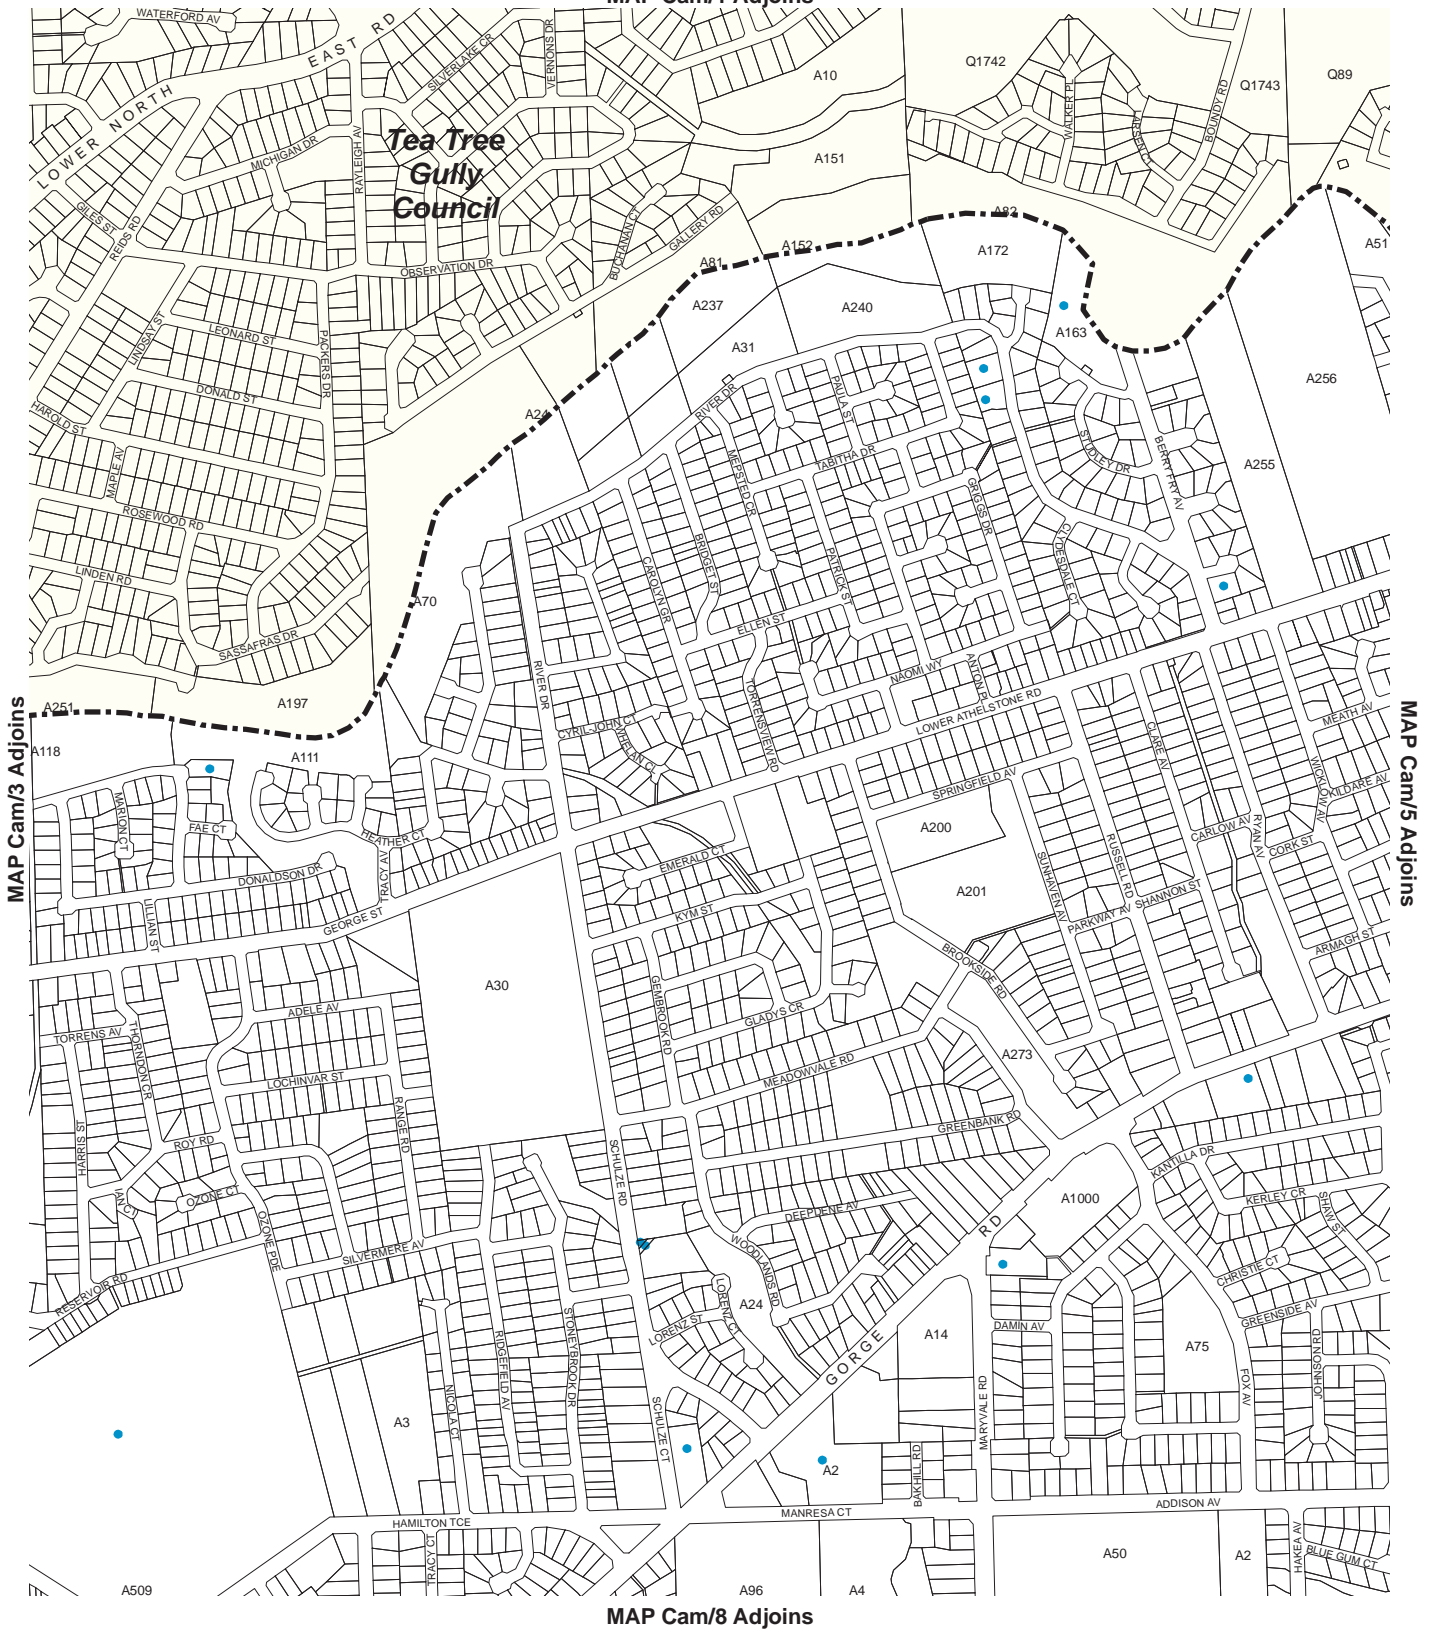 MAP Cam/1 Adjoins
WATERFORD AV
LOWER NORTH EAST RD
SILVERLAKE CR
VERNONS DR
A10
Q1742
Q1743
Q89
WALKER PL
LARSEN CT
BOUNDY RD
Tea Tree
Gully
Council
MICHIGAN DR
RAYLEIGH AV
A151
GILES ST
REIDS RD
BUCHANAN CT
GALLERY RD
A82
A152
A172
A51
OBSERVATION DR
A81
A237
A240
A163
LINDSAY ST
LEONARD ST
PACKERS DR
A31
A256
DONALD ST
HAROLD ST
A24
RIVER DR
PAULA ST
MAPLE AV
MEPSTED CR
TABITHA DR
STUDLEY DR
BERRYFRY AV
A255
ROSEWOOD RD
GRIGGS DR
LINDEN RD
CAROLYN GR
BRIDGET ST
PATRICK ST
CLYDESDALE CT
A70
ELLEN ST
SASSAFRAS DR
RIVER DR
NAOMI WY
ANTON PL
TORRENSVIEW RD
LOWER ATHELSTONE RD
A251
A197
CYRIL-JOHN CT
WHELAN CL
CLARE AV
MEATH AV
MAP Cam/3 Adjoins
MAP Cam/5 Adjoins
A118
A111
SPRINGFIELD AV
WICKLOW AV
KILDARE AV
MARION CT
FAE CT
HEATHER CT
A200
CARLOW AV
RYAN AV
CORK ST
EMERALD CT
DONALDSON DR
TRACY AV
A201
SUNHAVEN AV
RUSSELL RD
SHANNON ST
PARKWAY AV
LILLIAN ST
GEORGE ST
KYM ST
ARMAGH ST
BROOKSIDE RD
A30
GEMBROOK RD
GLADYS CR
ADELE AV
TORRENS AV
THORNDON CR
MEADOWVALE RD
A273
LOCHINVAR ST
RANGE RD
GREENBANK RD
HARRIS ST
ROY RD
SCHULZE RD
KANTILLA DR
IAN CT
OZONE CT
A1000
KERLEY CR
SHAW ST
DEEPDENE AV
OZONE PDE
SILVERMERE AV
WOODLANDS RD
GORGE RD
CHRISTIE CT
RESERVOIR RD
LORENZ CT
A24
LORENZ ST
GREENSIDE AV
DAMIN AV
A14
A75
JOHNSON RD
RIDGEFIELD AV
STONEYBROOK DR
FOX AV
NICOLA CT
A3
SCHULZE CT
MARYVALE RD
A2
BAKHILL RD
ADDISON AV
MANRESA CT
HAMILTON TCE
TRACY CT
HAKEA AV
BLUE GUM CT
A50
A2
A509
A96
A4
MAP Cam/8 Adjoins